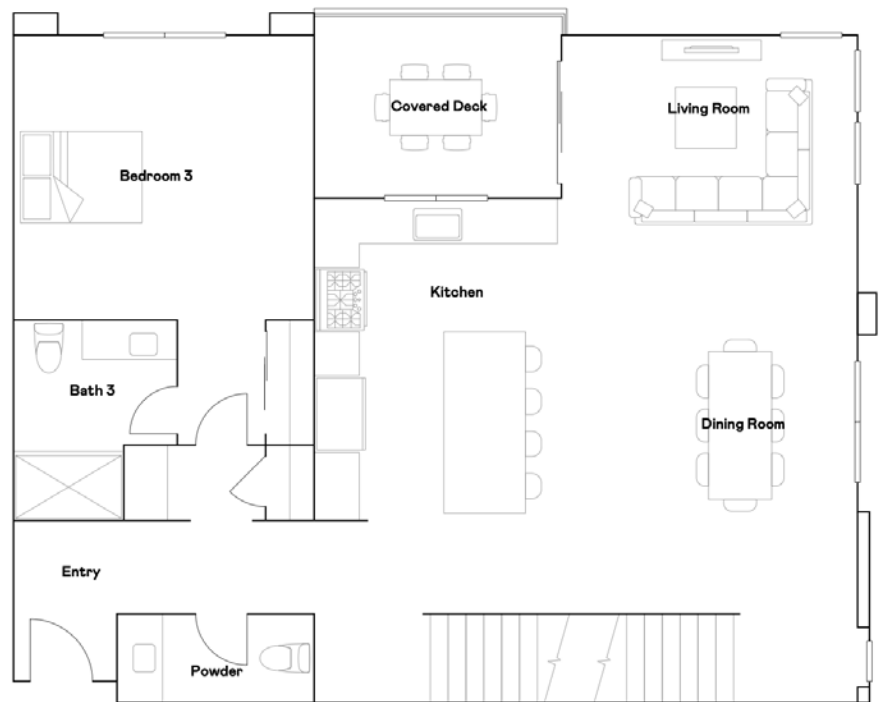 Covered Deck
Living Room
Bedroom 3
Kitchen
Bath 3
Dining Room
Entry
Powder